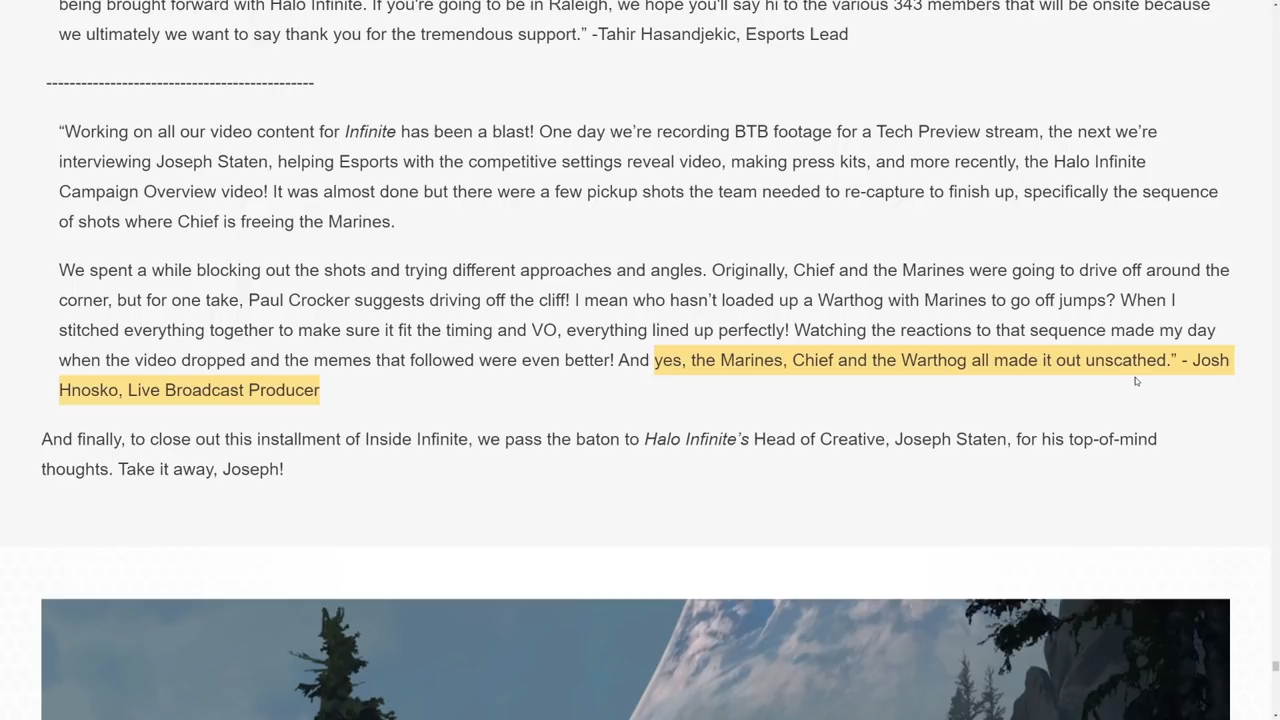 being brought forward with Halo Infinite. If you're going to be in Raleigh, we hope you'll say hi to the various 343 members that will be onsite because
we ultimately we want to say thank you for the tremendous support.” -Tahir Hasandjekic, Esports Lead
----------------------------------------------
“Working on all our video content for Infinite has been a blast! One day we’re recording BTB footage for a Tech Preview stream, the next we’re
interviewing Joseph Staten, helping Esports with the competitive settings reveal video, making press kits, and more recently, the Halo Infinite
Campaign Overview video! It was almost done but there were a few pickup shots the team needed to re-capture to finish up, specifically the sequence
of shots where Chief is freeing the Marines.
We spent a while blocking out the shots and trying different approaches and angles. Originally, Chief and the Marines were going to drive off around the
corner, but for one take, Paul Crocker suggests driving off the cliff! I mean who hasn’t loaded up a Warthog with Marines to go off jumps? When I
stitched everything together to make sure it fit the timing and VO, everything lined up perfectly! Watching the reactions to that sequence made my day
when the video dropped and the memes that followed were even better! And yes, the Marines, Chief and the Warthog all made it out unscathed.” - Josh
Hnosko, Live Broadcast Producer
And finally, to close out this installment of Inside Infinite, we pass the baton to Halo Infinite’s Head of Creative, Joseph Staten, for his top-of-mind
thoughts. Take it away, Joseph!